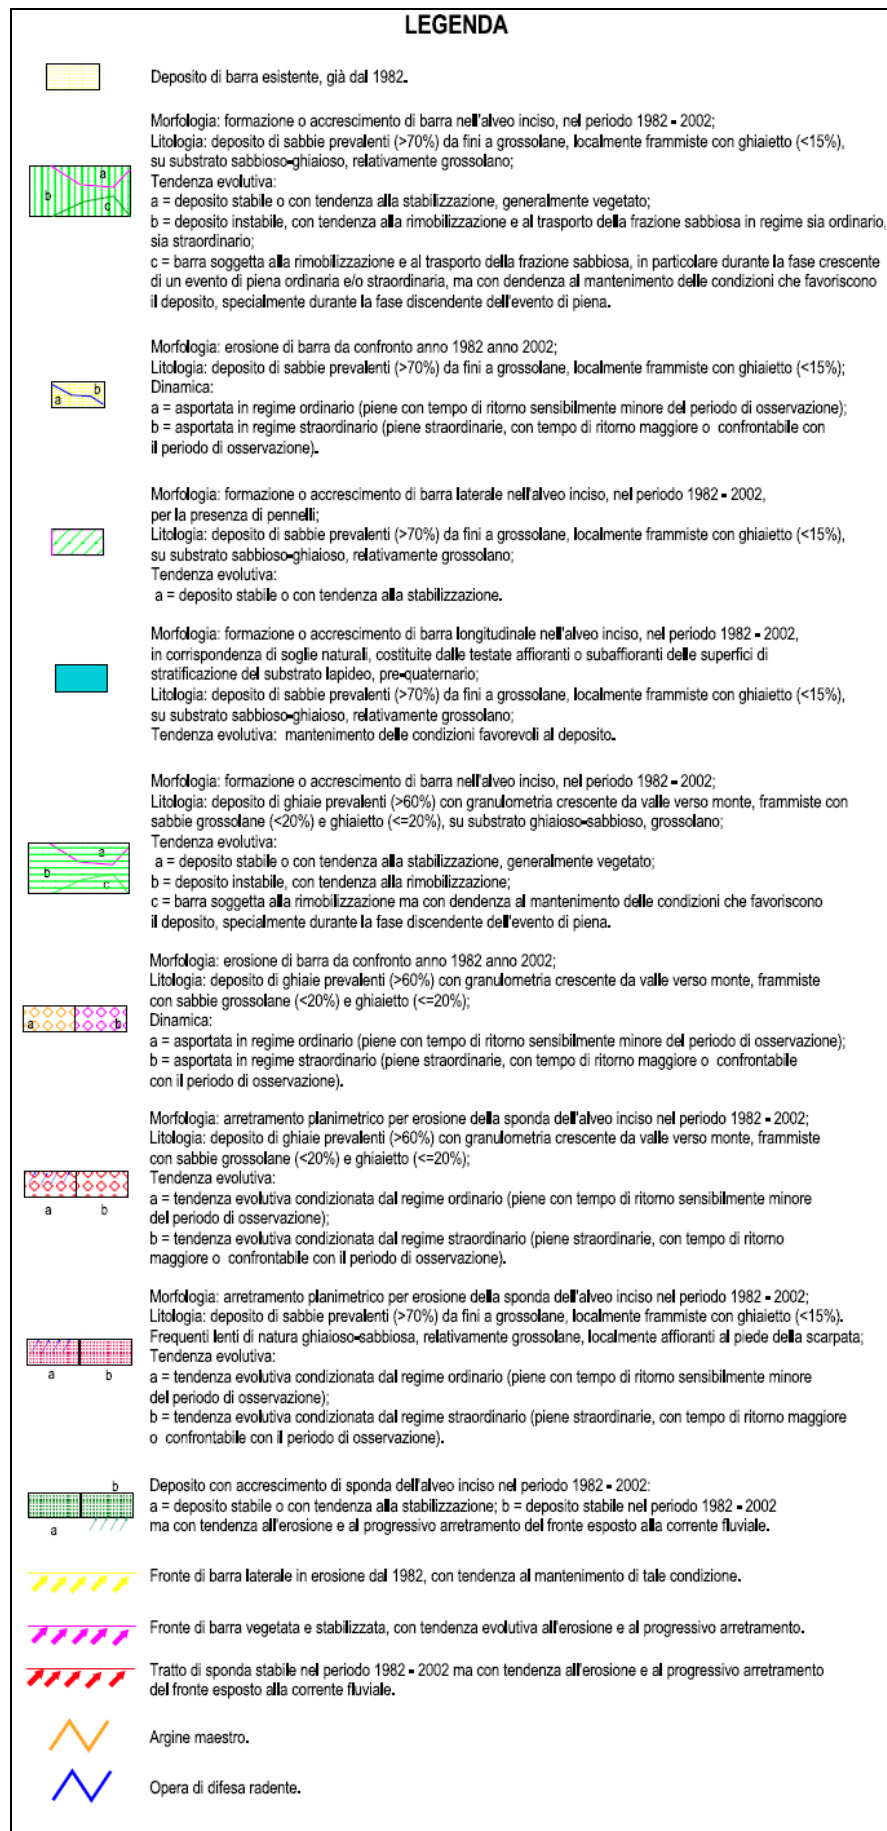 LEGENDA
Deposito di barra esistente, già dal 1982.
Morfologia: formazione o accrescimento di barra nell'alveo inciso, nel periodo 1982 - 2002;
Litologia: deposito di sabbie prevalenti (>70%) da fini a grossolane, localmente frammiste con ghiaietto (<15%),
su substrato sabbioso-ghiaioso, relativamente grossolano;
Tendenza evolutiva:
a = deposito stabile o con tendenza alla stabilizzazione, generalmente vegetato;
b = deposito instabile, con tendenza alla rimobilizzazione e al trasporto della frazione sabbiosa in regime sia ordinario,
sia straordinario;
c = barra soggetta alla rimobilizzazione e al trasporto della frazione sabbiosa, in particolare durante la fase crescente
di un evento di piena ordinaria e/o straordinaria, ma con dendenza al mantenimento delle condizioni che favoriscono
il deposito, specialmente durante la fase discendente dell'evento di piena.
a
b
c
Morfologia: erosione di barra da confronto anno 1982 anno 2002;
Litologia: deposito di sabbie prevalenti (>70%) da fini a grossolane, localmente frammiste con ghiaietto (<15%);
Dinamica:
a = asportata in regime ordinario (piene con tempo di ritorno sensibilmente minore del periodo di osservazione);
b = asportata in regime straordinario (piene straordinarie, con tempo di ritorno maggiore o confrontabile con
il periodo di osservazione).
b
a
Morfologia: formazione o accrescimento di barra laterale nell'alveo inciso, nel periodo 1982 - 2002,
per la presenza di pennelli;
Litologia: deposito di sabbie prevalenti (>70%) da fini a grossolane, localmente frammiste con ghiaietto (<15%),
su substrato sabbioso-ghiaioso, relativamente grossolano;
Tendenza evolutiva:
a = deposito stabile o con tendenza alla stabilizzazione.
Morfologia: formazione o accrescimento di barra longitudinale nell'alveo inciso, nel periodo 1982 - 2002,
in corrispondenza di soglie naturali, costituite dalle testate affioranti o subaffioranti delle superfici di
stratificazione del substrato lapideo, pre-quaternario;
Litologia: deposito di sabbie prevalenti (>70%) da fini a grossolane, localmente frammiste con ghiaietto (<15%),
su substrato sabbioso-ghiaioso, relativamente grossolano;
Tendenza evolutiva: mantenimento delle condizioni favorevoli al deposito.
Morfologia: formazione o accrescimento di barra nell'alveo inciso, nel periodo 1982 - 2002;
Litologia: deposito di ghiaie prevalenti (>60%) con granulometria crescente da valle verso monte, frammiste con
sabbie grossolane (<20%) e ghiaietto (<=20%), su substrato ghiaioso-sabbioso, grossolano;
Tendenza evolutiva:
a = deposito stabile o con tendenza alla stabilizzazione, generalmente vegetato;
b = deposito instabile, con tendenza alla rimobilizzazione;
c = barra soggetta alla rimobilizzazione ma con dendenza al mantenimento delle condizioni che favoriscono
il deposito, specialmente durante la fase discendente dell'evento di piena.
a
b
c
Morfologia: erosione di barra da confronto anno 1982 anno 2002;
Litologia: deposito di ghiaie prevalenti (>60%) con granulometria crescente da valle verso monte, frammiste
con sabbie grossolane (<20%) e ghiaietto (<=20%);
Dinamica:
a = asportata in regime ordinario (piene con tempo di ritorno sensibilmente minore del periodo di osservazione);
b = asportata in regime straordinario (piene straordinarie, con tempo di ritorno maggiore o confrontabile
con il periodo di osservazione).
a b
Morfologia: arretramento planimetrico per erosione della sponda dell'alveo inciso nel periodo 1982 - 2002;
Litologia: deposito di ghiaie prevalenti (>60%) con granulometria crescente da valle verso monte, frammiste
con sabbie grossolane (<20%) e ghiaietto (<=20%);
Tendenza evolutiva:
a = tendenza evolutiva condizionata dal regime ordinario (piene con tempo di ritorno sensibilmente minore
del periodo di osservazione);
b = tendenza evolutiva condizionata dal regime straordinario (piene straordinarie, con tempo di ritorno
maggiore o confrontabile con il periodo di osservazione).
a b
Morfologia: arretramento planimetrico per erosione della sponda dell'alveo inciso nel periodo 1982 - 2002;
Litologia: deposito di sabbie prevalenti (>70%) da fini a grossolane, localmente frammiste con ghiaietto (<15%).
Frequenti lenti di natura ghiaioso-sabbiosa, relativamente grossolane, localmente affioranti al piede della scarpata;
Tendenza evolutiva:
a = tendenza evolutiva condizionata dal regime ordinario (piene con tempo di ritorno sensibilmente minore
del periodo di osservazione);
b = tendenza evolutiva condizionata dal regime straordinario (piene straordinarie, con tempo di ritorno maggiore
o confrontabile con il periodo di osservazione).
a b
Deposito con accrescimento di sponda dell'alveo inciso nel periodo 1982 - 2002:
a = deposito stabile o con tendenza alla stabilizzazione; b = deposito stabile nel periodo 1982 - 2002
ma con tendenza all'erosione e al progressivo arretramento del fronte esposto alla corrente fluviale.
b
a
Fronte di barra laterale in erosione dal 1982, con tendenza al mantenimento di tale condizione.
Fronte di barra vegetata e stabilizzata, con tendenza evolutiva all'erosione e al progressivo arretramento.
Tratto di sponda stabile nel periodo 1982 - 2002 ma con tendenza all'erosione e al progressivo arretramento
del fronte esposto alla corrente fluviale.
Argine maestro.
Opera di difesa radente.